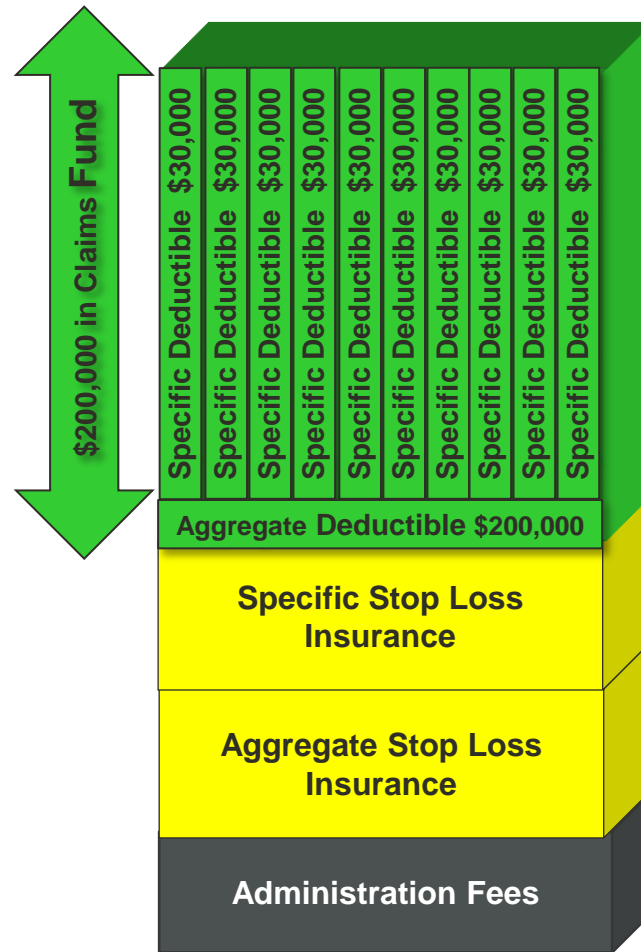 $200,000 in Claims Fund
Specific Deductible $30,000
Specific Deductible $30,000
Specific Deductible $30,000
Specific Deductible $30,000
Specific Deductible $30,000
Specific Deductible $30,000
Specific Deductible $30,000
Specific Deductible $30,000
Specific Deductible $30,000
Specific Deductible $30,000
Aggregate Deductible $200,000
Specific Stop Loss
Insurance
Aggregate Stop Loss
Insurance
Administration Fees